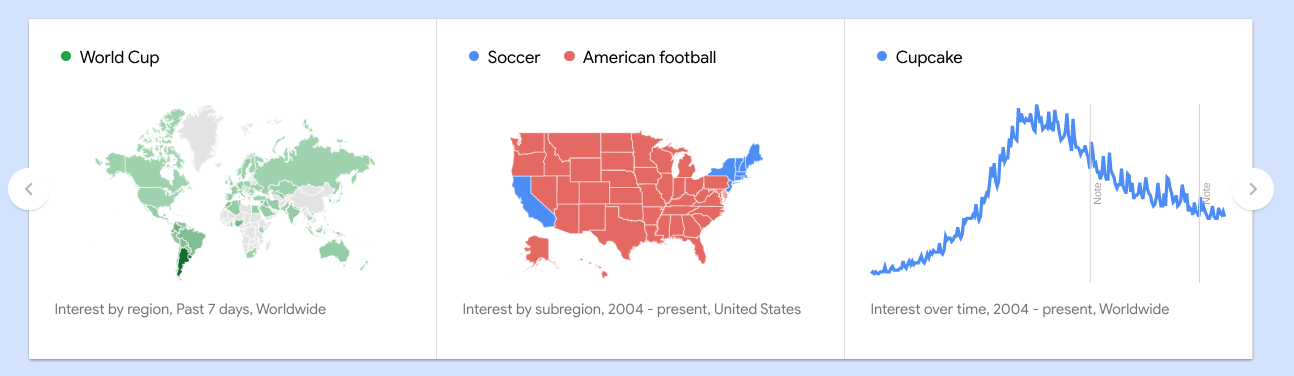 World Cup
Interest by region, Past 7 days, Worldwide
Soccer American football
Interest by subregion, 2004 - present, United States
Cupcake
Note
Note
Interest over time, 2004 - present, Worldwide